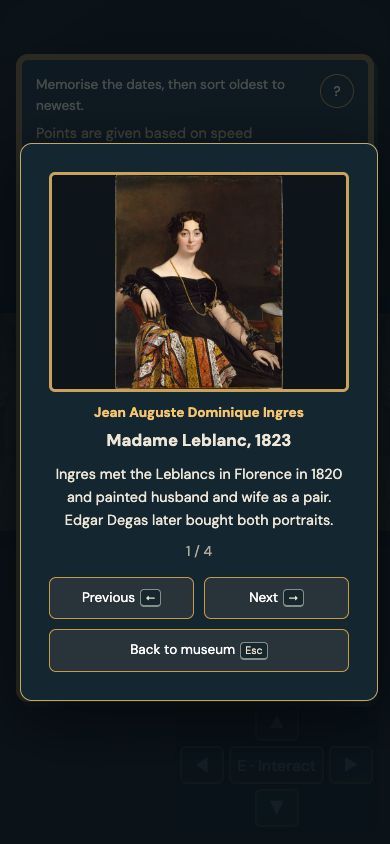 Memorise the dates, then sort oldest to
newest.
?
Points are given based on speed
Jean Auguste Dominique Ingres
Madame Leblanc, 1823
Ingres met the Leblancs in Florence in 1820
and painted husband and wife as a pair.
Edgar Degas later bought both portraits.
1 / 4
Previous ←
Next →
Back to museum Esc
▲
◀ E · Interact ▶
▼